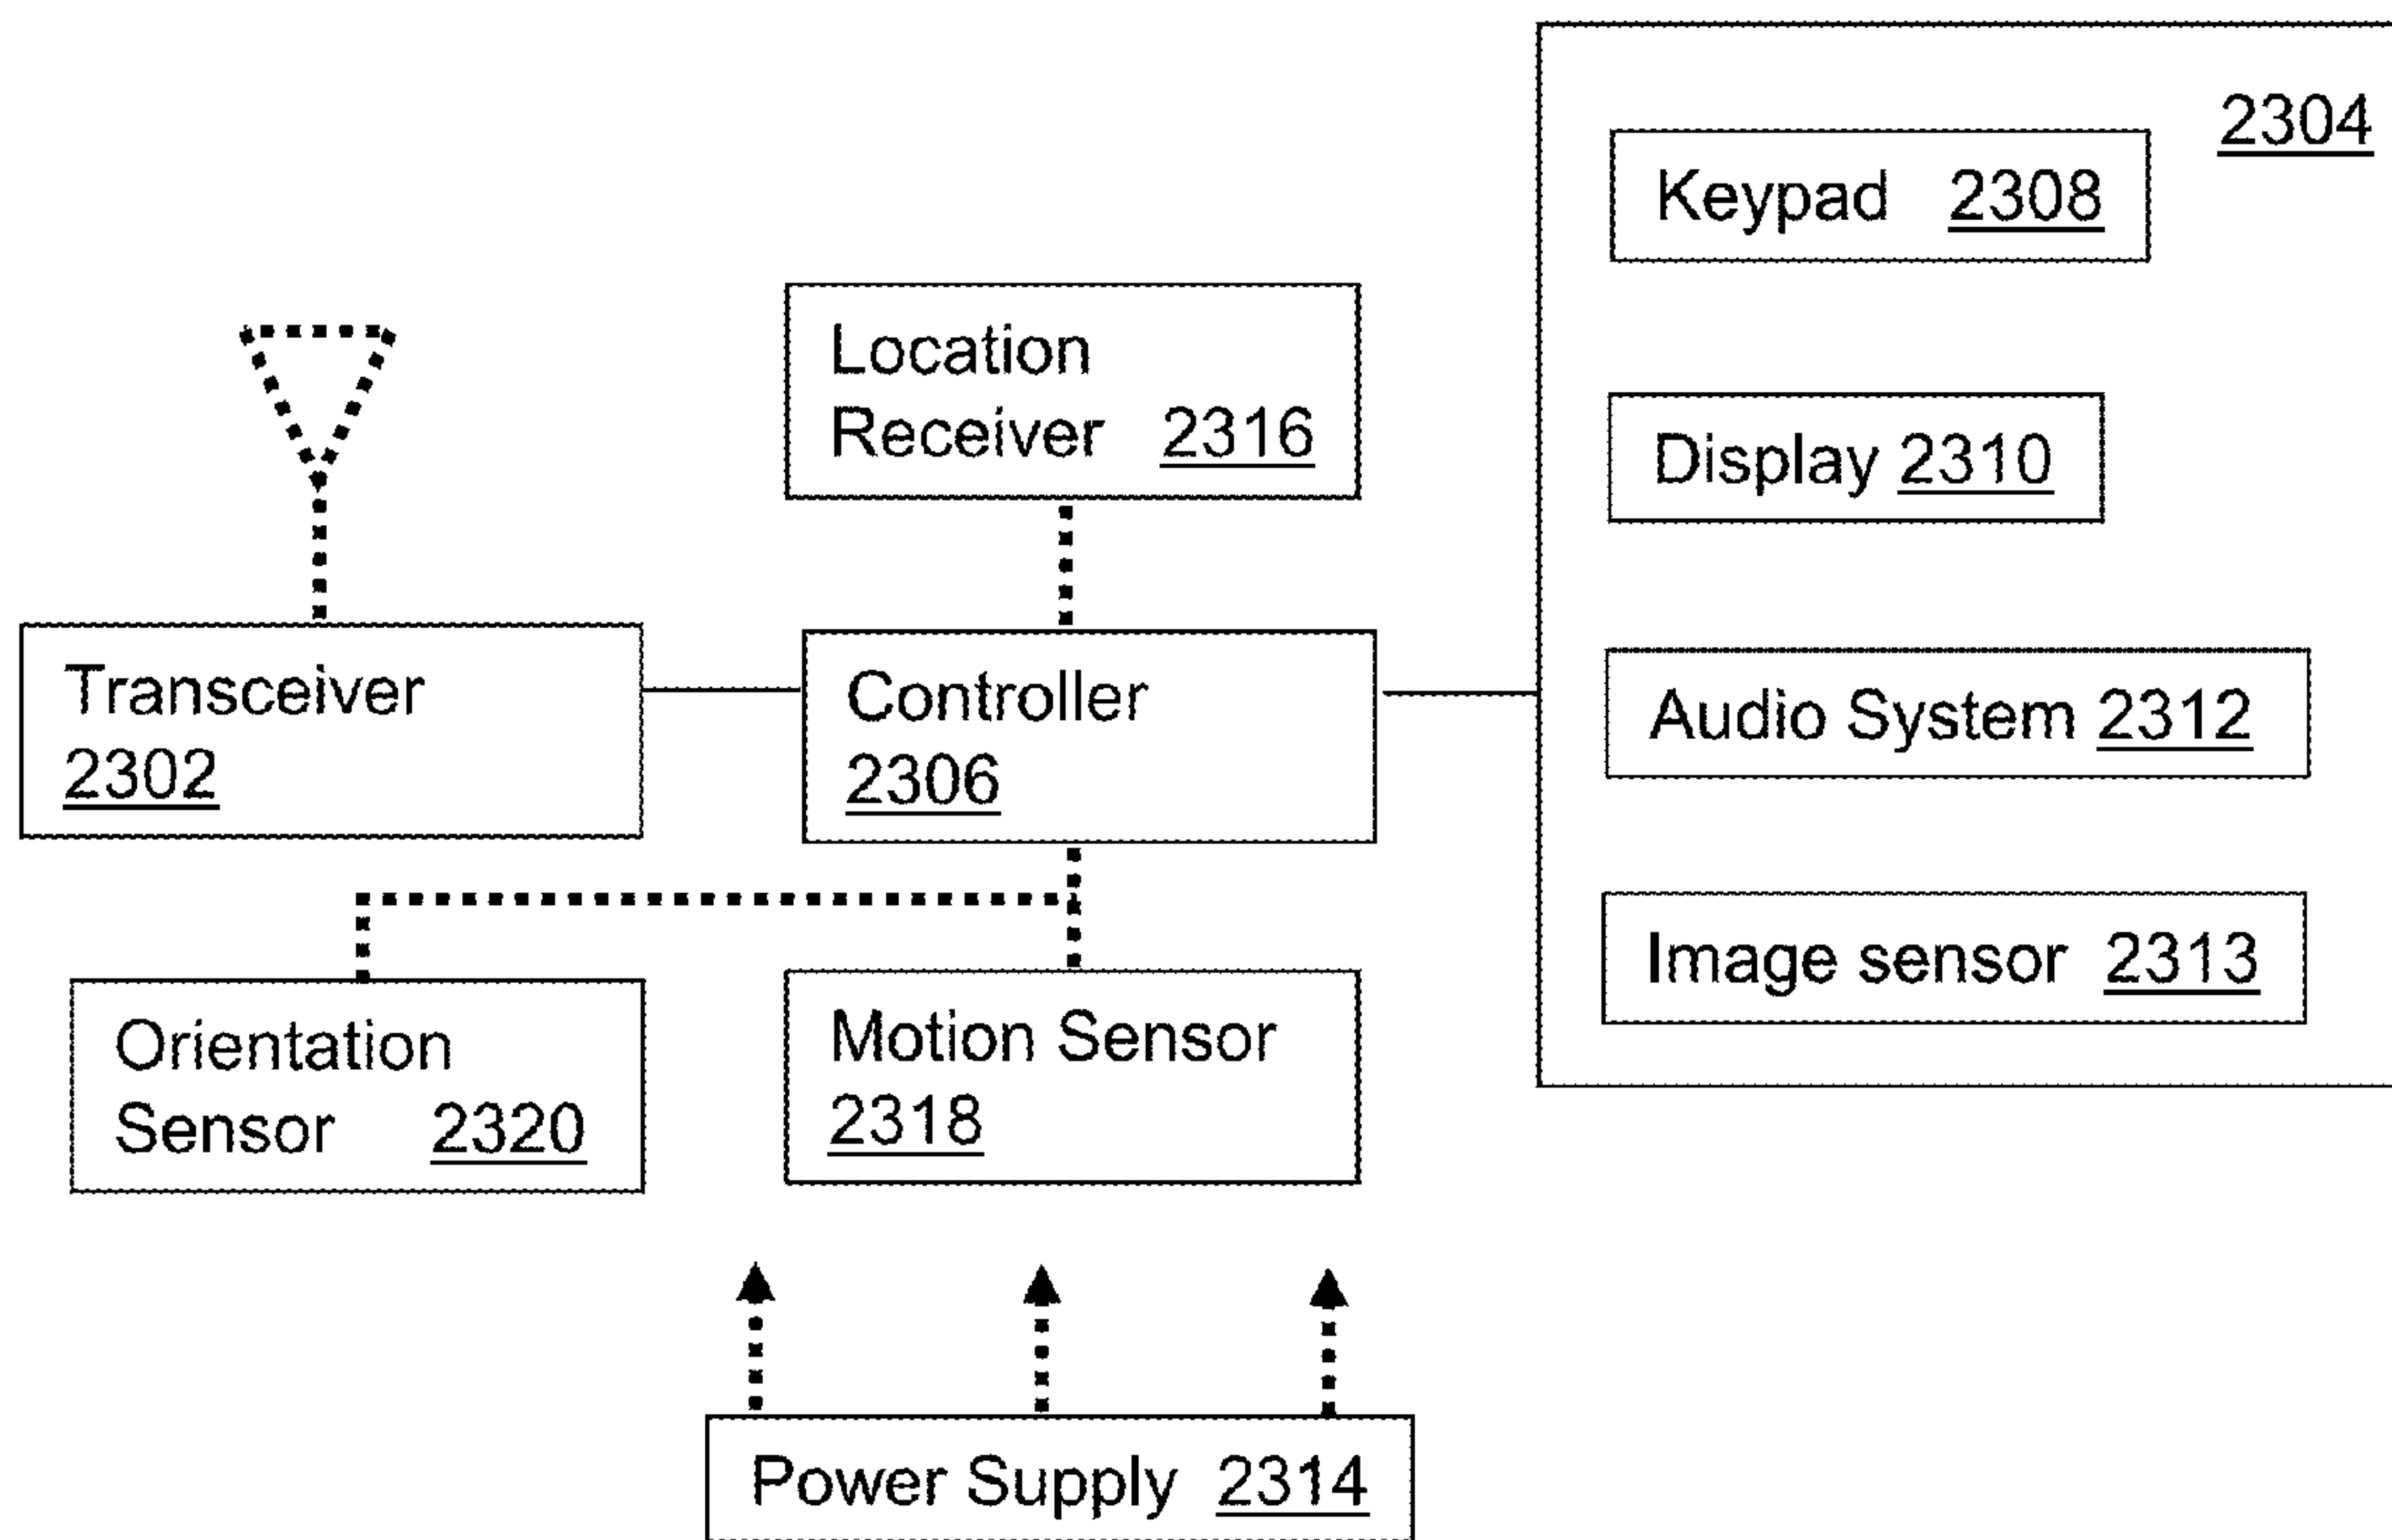 2304
Keypad 2308
Location
Receiver 2316
Display 2310
Transceiver
2302
Controller
2306
Audio System 2312
Image sensor 2313
Orientation
Sensor 2320
Motion Sensor
2318
Power Supply 2314